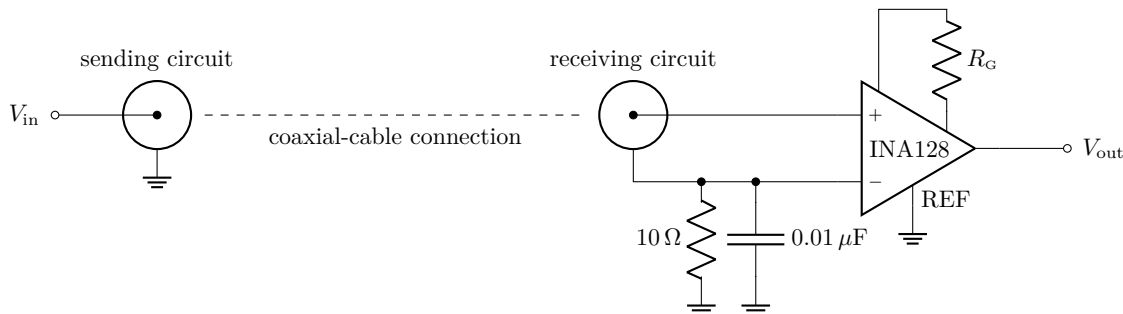 sending circuit
receiving circuit
V_in
coaxial-cable connection
R_G
+
INA128
−
V_out
REF
10 Ω
0.01 μF